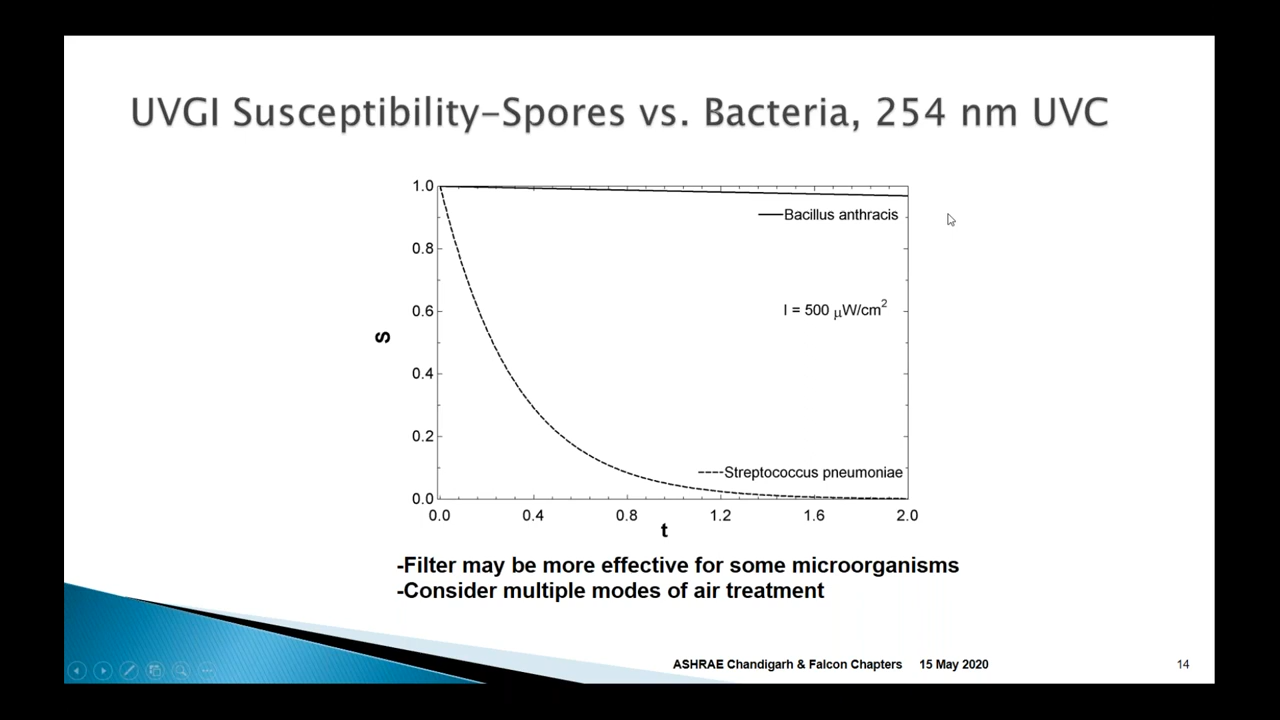 UVGI Susceptibility–Spores vs. Bacteria, 254 nm UVC
1.0
Bacillus anthracis
0.8
I = 500 μW/cm²
0.6
S
0.4
0.2
Streptococcus pneumoniae
0.0
0.0 0.4 0.8 1.2 1.6 2.0
t
-Filter may be more effective for some microorganisms
-Consider multiple modes of air treatment
ASHRAE Chandigarh & Falcon Chapters 15 May 2020 14